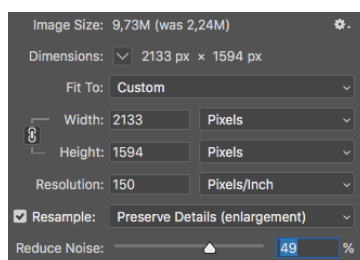 Image Size: 9,73M (was 2,24M)
Dimensions: 2133 px × 1594 px
Fit To: Custom
Width: 2133 Pixels
Height: 1594 Pixels
Resolution: 150 Pixels/Inch
Resample: Preserve Details (enlargement)
Reduce Noise: 49 %